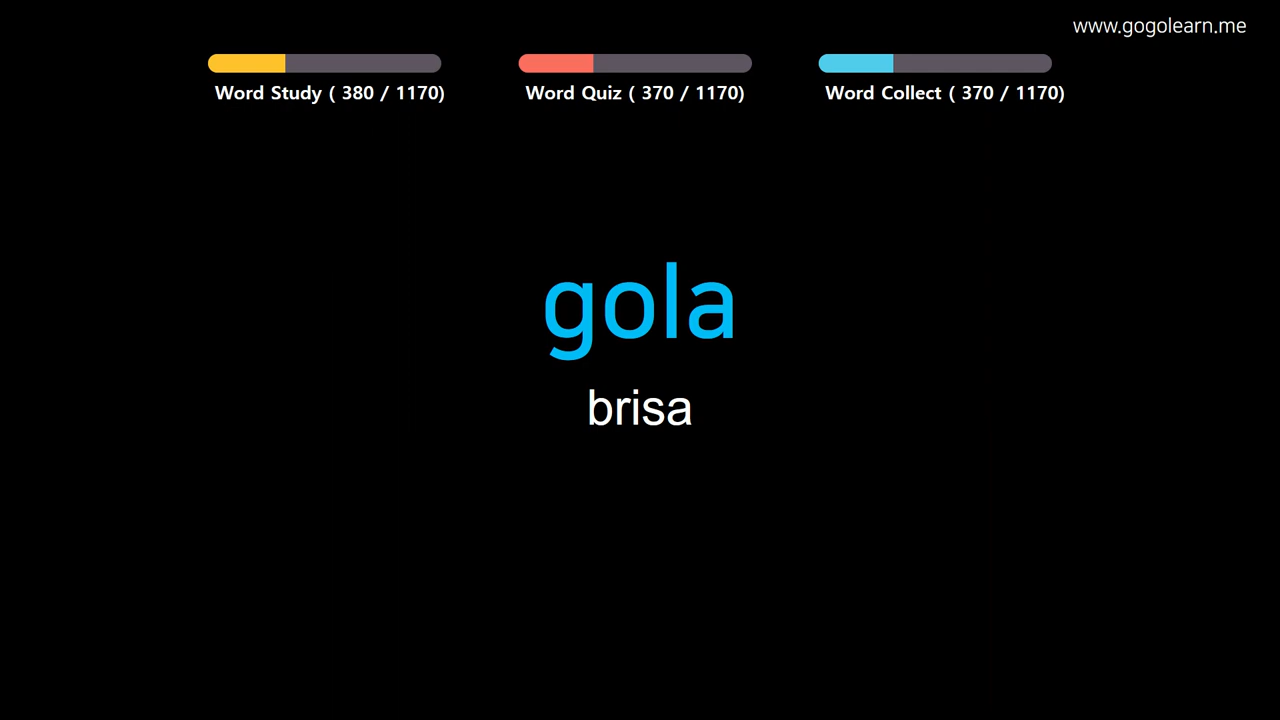 www.gogolearn.me
Word Study ( 380 / 1170)
Word Quiz ( 370 / 1170)
Word Collect ( 370 / 1170)
gola
brisa